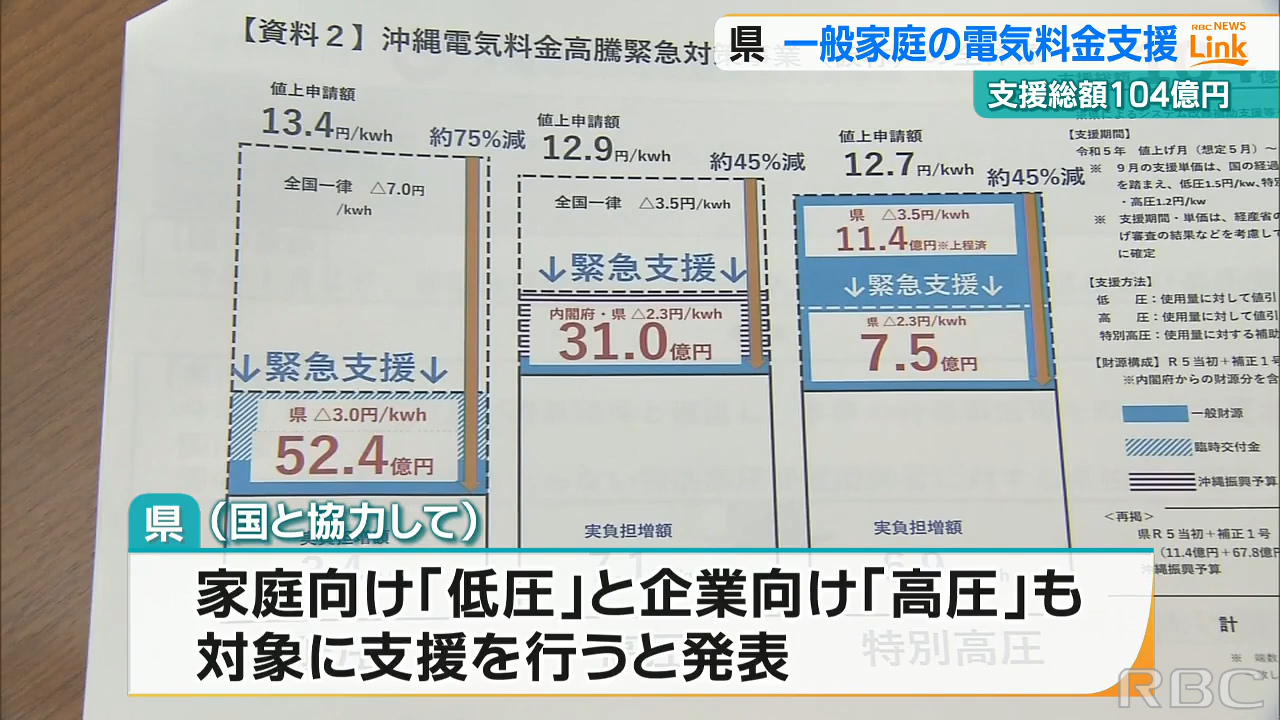 【資料２】沖縄電気料金高騰緊急対
県 一般家庭の電気料金支援
RBC NEWS
Link
支援総額104億円
値上申請額
13.4円/kwh
約75%減
全国一律 △7.0円
/kwh
↓緊急支援↓
県 △3.0円/kwh
52.4億円
値上申請額
12.9円/kwh
約45%減
全国一律 △3.5円/kwh
↓緊急支援↓
内閣府・県 △2.3円/kwh
31.0億円
実負担増額
値上申請額
12.7円/kwh
約45%減
県 △3.5円/kwh
11.4億円※上程済
↓緊急支援↓
県 △2.3円/kwh
7.5億円
実負担増額
特別高圧
【支援期間】
令和５年 値上げ月（想定５月）～
※ ９月の支援単価は、国の経過
を踏まえ、低圧1.5円/kw、特別
・高圧1.2円/kw
※ 支援期間・単価は、経産省の
げ審査の結果などを考慮して
に確定
【支援方法】
低 圧：使用量に対して値引
高 圧：使用量に対して値引
特別高圧：使用量に対する補助
【財源構成】Ｒ５当初＋補正１号
※内閣府からの財源分を含
一般財源
臨時交付金
沖縄振興予算
＜再掲＞
県Ｒ５当初＋補正１号
（11.4億円＋67.8億円
沖縄振興予算
計
※ 端数
県（国と協力して）
家庭向け「低圧」と企業向け「高圧」も
対象に支援を行うと発表
RBC